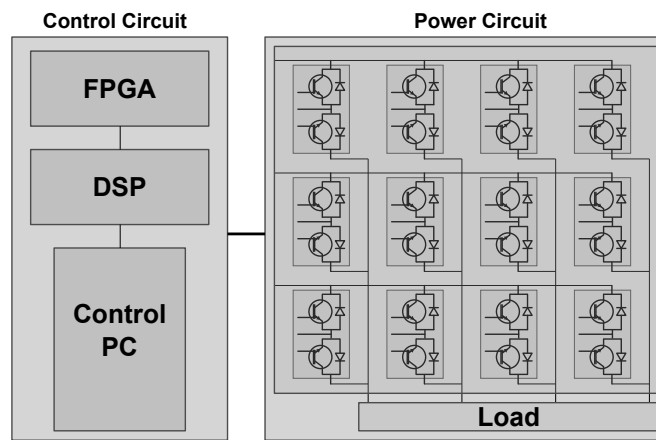 Control Circuit
Power Circuit
FPGA
DSP
Control
PC
Load